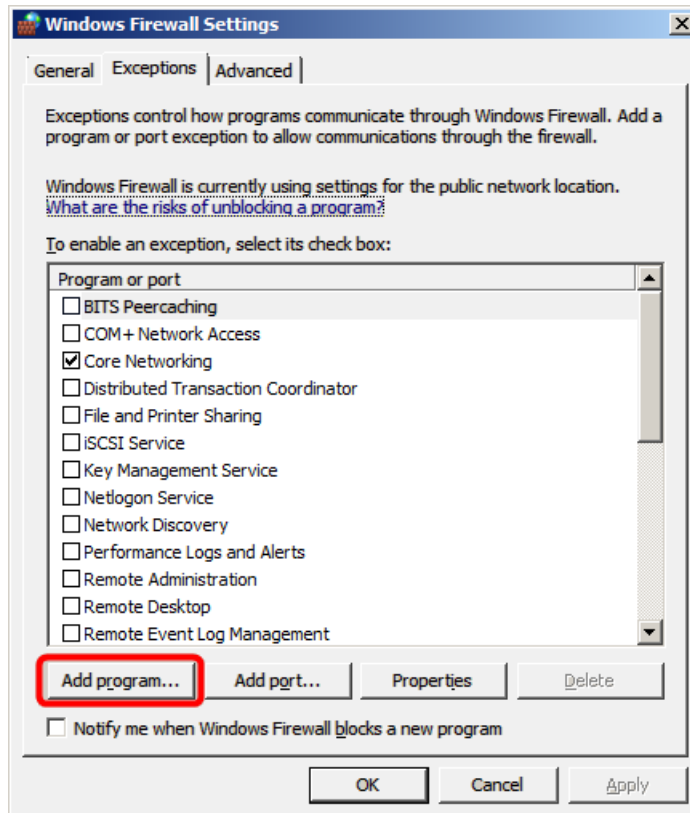 Windows Firewall Settings
General Exceptions Advanced
Exceptions control how programs communicate through Windows Firewall. Add a
program or port exception to allow communications through the firewall.
Windows Firewall is currently using settings for the public network location.
What are the risks of unblocking a program?
To enable an exception, select its check box:
Program or port
BITS Peercaching
COM+ Network Access
Core Networking
Distributed Transaction Coordinator
File and Printer Sharing
iSCSI Service
Key Management Service
Netlogon Service
Network Discovery
Performance Logs and Alerts
Remote Administration
Remote Desktop
Remote Event Log Management
Add program... Add port... Properties Delete
Notify me when Windows Firewall blocks a new program
OK Cancel Apply